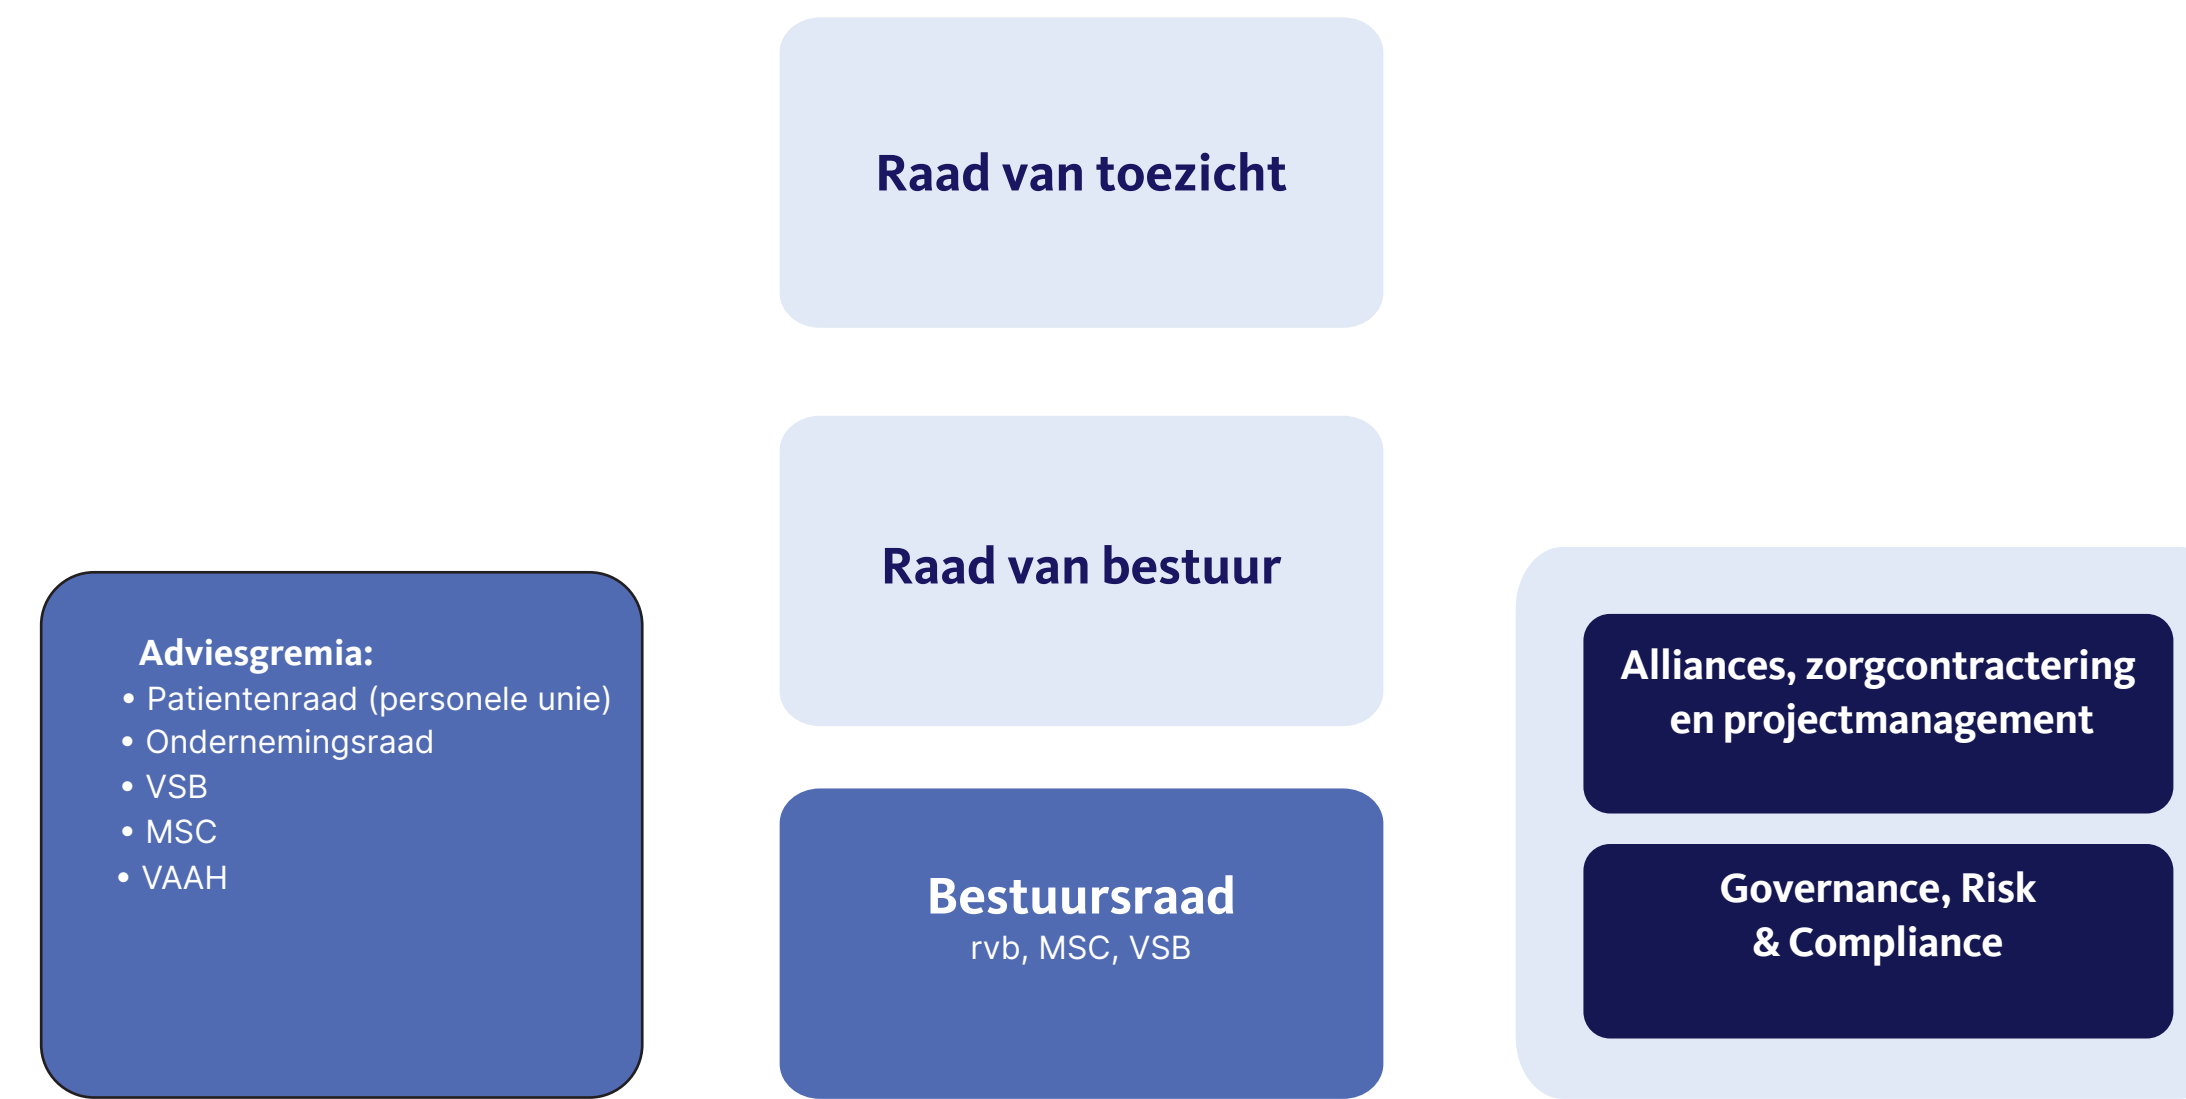 Raad van toezicht
Raad van bestuur
Adviesgremia:
• Patientenraad (personele unie)
• Ondernemingsraad
• VSB
• MSC
• VAAH
Bestuursraad
rvb, MSC, VSB
Alliances, zorgcontractering
en projectmanagement
Governance, Risk
& Compliance